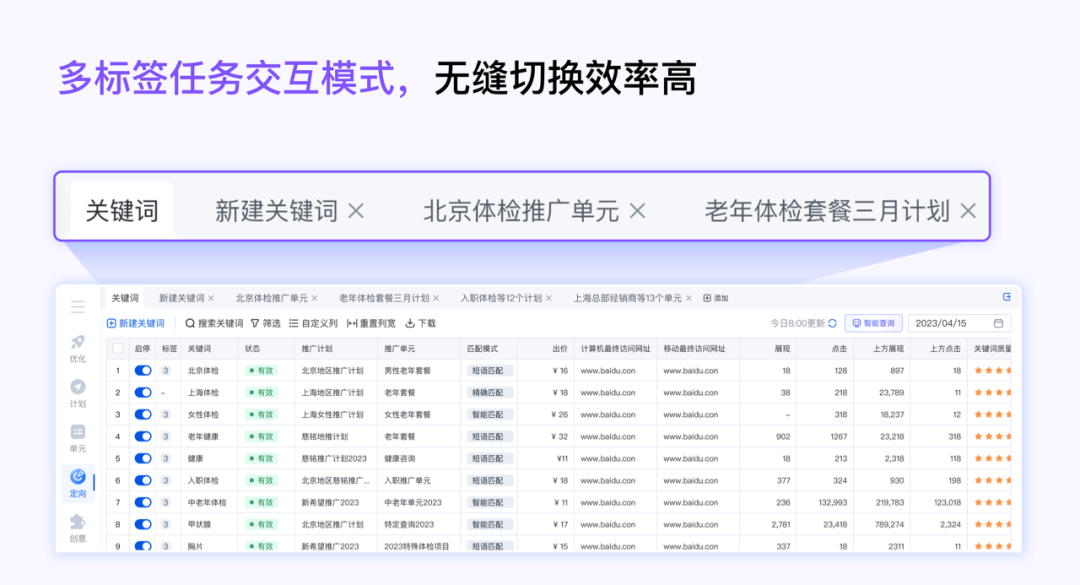 多标签任务交互模式，无缝切换效率高
关键词 新建关键词 × 北京体检推广单元 × 老年体检套餐三月计划 ×
关键词 新建关键词 × 北京体检推广单元 × 老年体检套餐三月计划 × 入职体检等12个计划 × 上海总部经销商等13个单元 × 添加
新建关键词 搜索关键词 筛选 自定义列 重置列宽 下载 今日8:00更新 智能查询 2023/04/15
启停 标签 关键词 状态 推广计划 推广单元 匹配模式 出价 计算机最终访问网址 移动最终访问网址 展现 点击 上方展现 上方点击 关键词质量
优化
计划
单元
定向
创意
1 3 北京体检 有效 北京地区推广计划 男性老年套餐 短语匹配 ¥ 16 www.baidu.con www.baidu.con 18 128 897 18
2 – 上海体检 有效 上海地区推广计划 老年套餐 精确匹配 ¥ 18 www.baidu.con www.baidu.con 38 218 23,789 11
3 3 女性体检 有效 上海女性推广计划 女性老年套餐 智能匹配 ¥ 26 www.baidu.con www.baidu.con – 318 18,237 12
4 3 老年健康 有效 慈铭地推计划 老年套餐 短语匹配 ¥ 32 www.baidu.con www.baidu.con 902 1267 23,218 318
5 3 健康 有效 慈铭推广计划2023 健康咨询 短语匹配 ¥11 www.baidu.con www.baidu.con 18 213 2,318 118
6 3 入职体检 有效 北京地区慈铭推广... 入职推广单元 短语匹配 ¥ 18 www.baidu.con www.baidu.con 377 324 930 198
7 3 中老年体检 有效 新希望推广2023 中老年单元2023 智能匹配 ¥ 11 www.baidu.con www.baidu.con 236 132,993 219,783 123,018
8 3 甲状腺 有效 北京地区推广计划 特定查询2023 智能匹配 ¥ 17 www.baidu.con www.baidu.con 2,781 23,418 789,274 2,324
9 3 胸片 有效 新希望推广2023 2023特殊体检项目 短语匹配 ¥ 15 www.baidu.con www.baidu.con 337 18 2311 11